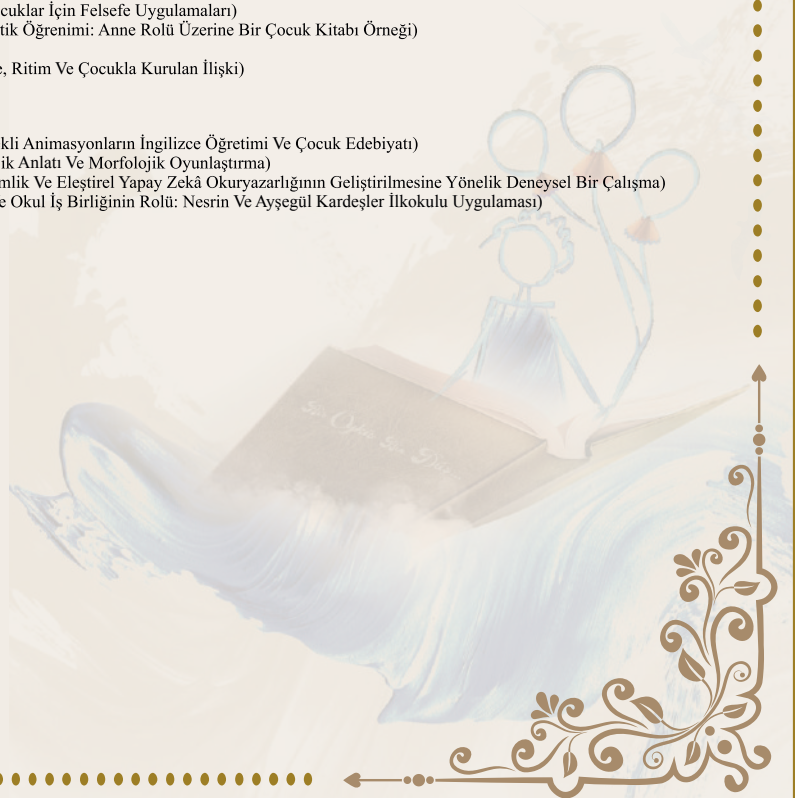 cuklar İçin Felsefe Uygulamaları)
tik Öğrenimi: Anne Rolü Üzerine Bir Çocuk Kitabı Örneği)
, Ritim Ve Çocukla Kurulan İlişki)
kli Animasyonların İngilizce Öğretimi Ve Çocuk Edebiyatı)
ik Anlatı Ve Morfolojik Oyunlaştırma)
mlik Ve Eleştirel Yapay Zekâ Okuryazarlığının Geliştirilmesine Yönelik Deneysel Bir Çalışma)
e Okul İş Birliğinin Rolü: Nesrin Ve Ayşegül Kardeşler İlkokulu Uygulaması)